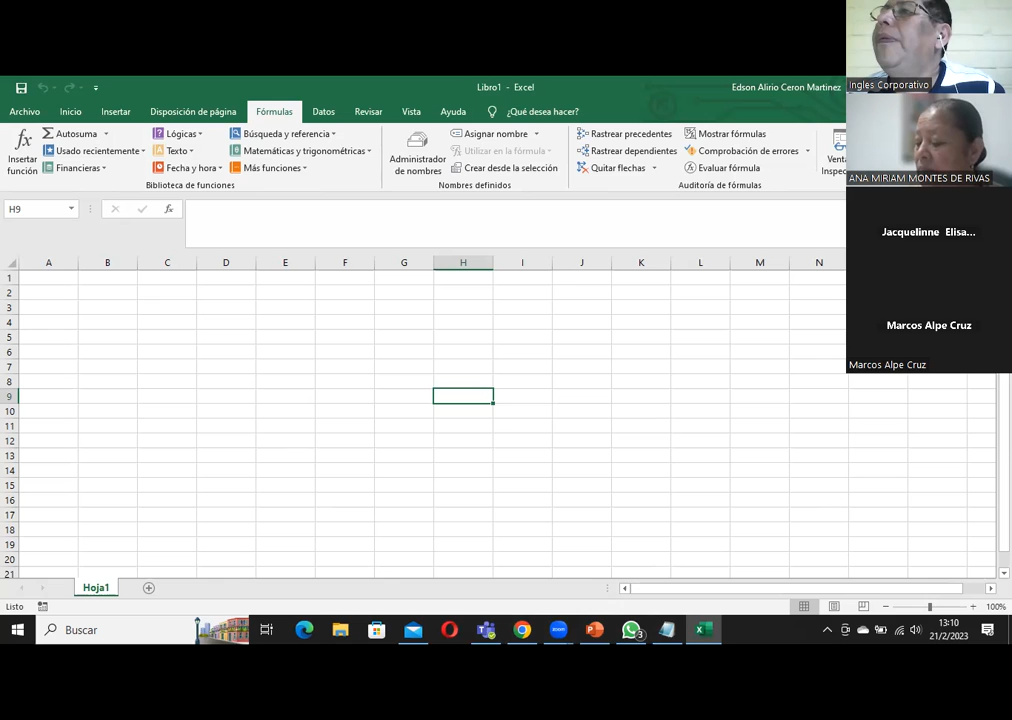 Libro1 - Excel
Edson Alirio Ceron Martinez
Archivo Inicio Insertar Disposición de página Fórmulas Datos Revisar Vista Ayuda ¿Qué desea hacer?
fx Insertar función
Autosuma
Usado recientemente
Financieras
Lógicas
Texto
Fecha y hora
Búsqueda y referencia
Matemáticas y trigonométricas
Más funciones
Biblioteca de funciones
Administrador de nombres
Asignar nombre
Utilizar en la fórmula
Crear desde la selección
Nombres definidos
Rastrear precedentes
Rastrear dependientes
Quitar flechas
Mostrar fórmulas
Comprobación de errores
Evaluar fórmula
Auditoría de fórmulas
Venta
Inspecc
H9 fx
A B C D E F G H I J K L M N
1
2
3
4
5
6
7
8
9
10
11
12
13
14
15
16
17
18
19
20
21
Hoja1
Listo
100%
Buscar
zoom
3
13:10
21/2/2023
Ingles Corporativo
ANA MIRIAM MONTES DE RIVAS
Jacquelinne Elisa...
Marcos Alpe Cruz
Marcos Alpe Cruz